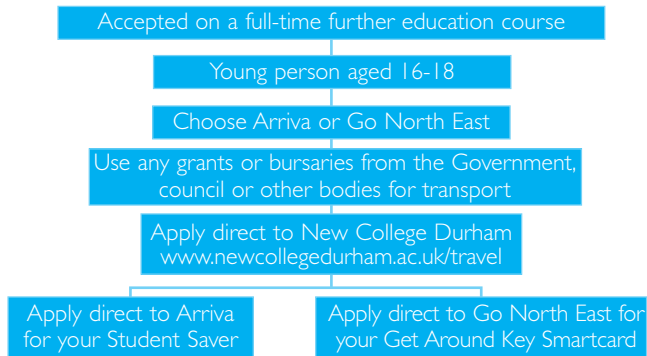 Accepted on a full-time further education course
Young person aged 16-18
Choose Arriva or Go North East
Use any grants or bursaries from the Government,
council or other bodies for transport
Apply direct to New College Durham
www.newcollegedurham.ac.uk/travel
Apply direct to Arriva
for your Student Saver
Apply direct to Go North East for
your Get Around Key Smartcard